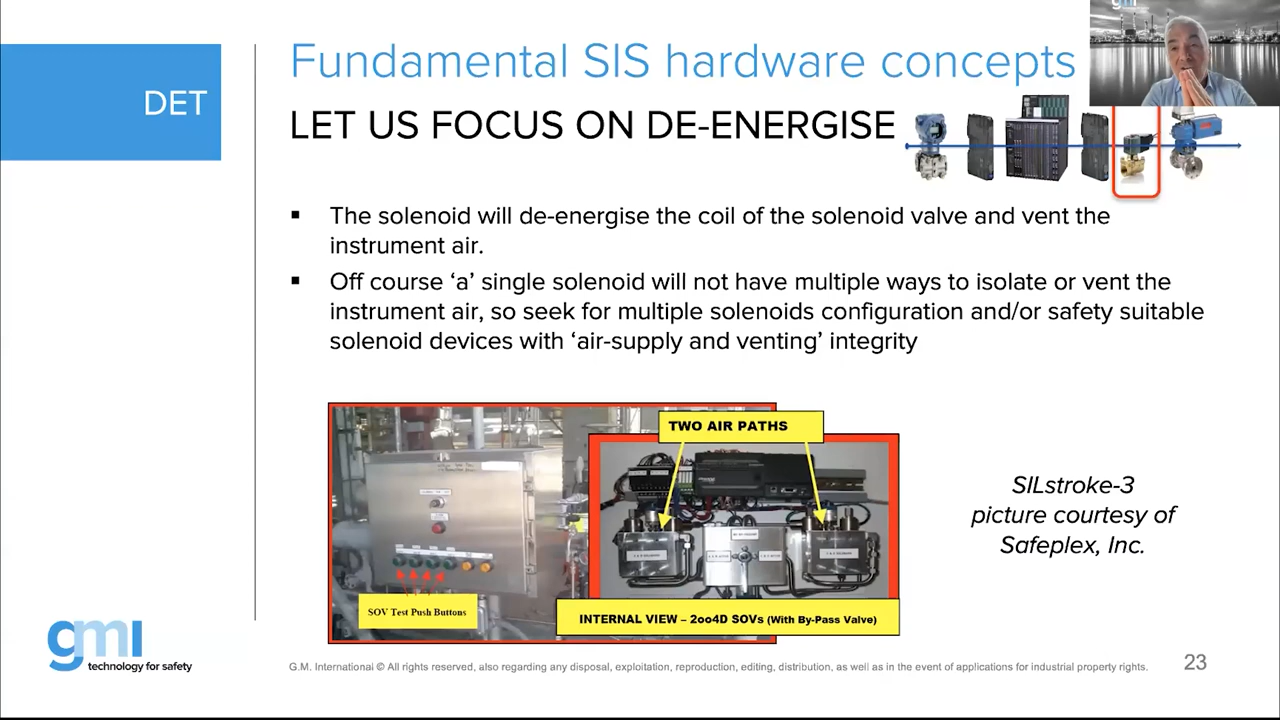 gmi
DET
Fundamental SIS hardware concepts
LET US FOCUS ON DE-ENERGISE
▪ The solenoid will de-energise the coil of the solenoid valve and vent the
instrument air.
▪ Off course ‘a’ single solenoid will not have multiple ways to isolate or vent the
instrument air, so seek for multiple solenoids configuration and/or safety suitable
solenoid devices with ‘air-supply and venting’ integrity
TWO AIR PATHS
SOV Test Push Buttons
INTERNAL VIEW – 2oo4D SOVs (With By-Pass Valve)
SILstroke-3
picture courtesy of
Safeplex, Inc.
gmi
technology for safety
G.M. International © All rights reserved, also regarding any disposal, exploitation, reproduction, editing, distribution, as well as in the event of applications for industrial property rights.
23